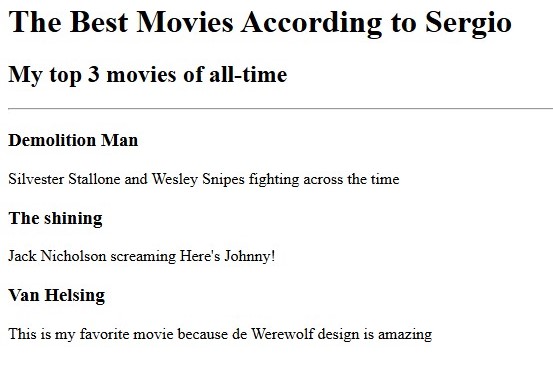 The Best Movies According to Sergio
My top 3 movies of all-time
Demolition Man
Silvester Stallone and Wesley Snipes fighting across the time
The shining
Jack Nicholson screaming Here's Johnny!
Van Helsing
This is my favorite movie because de Werewolf design is amazing